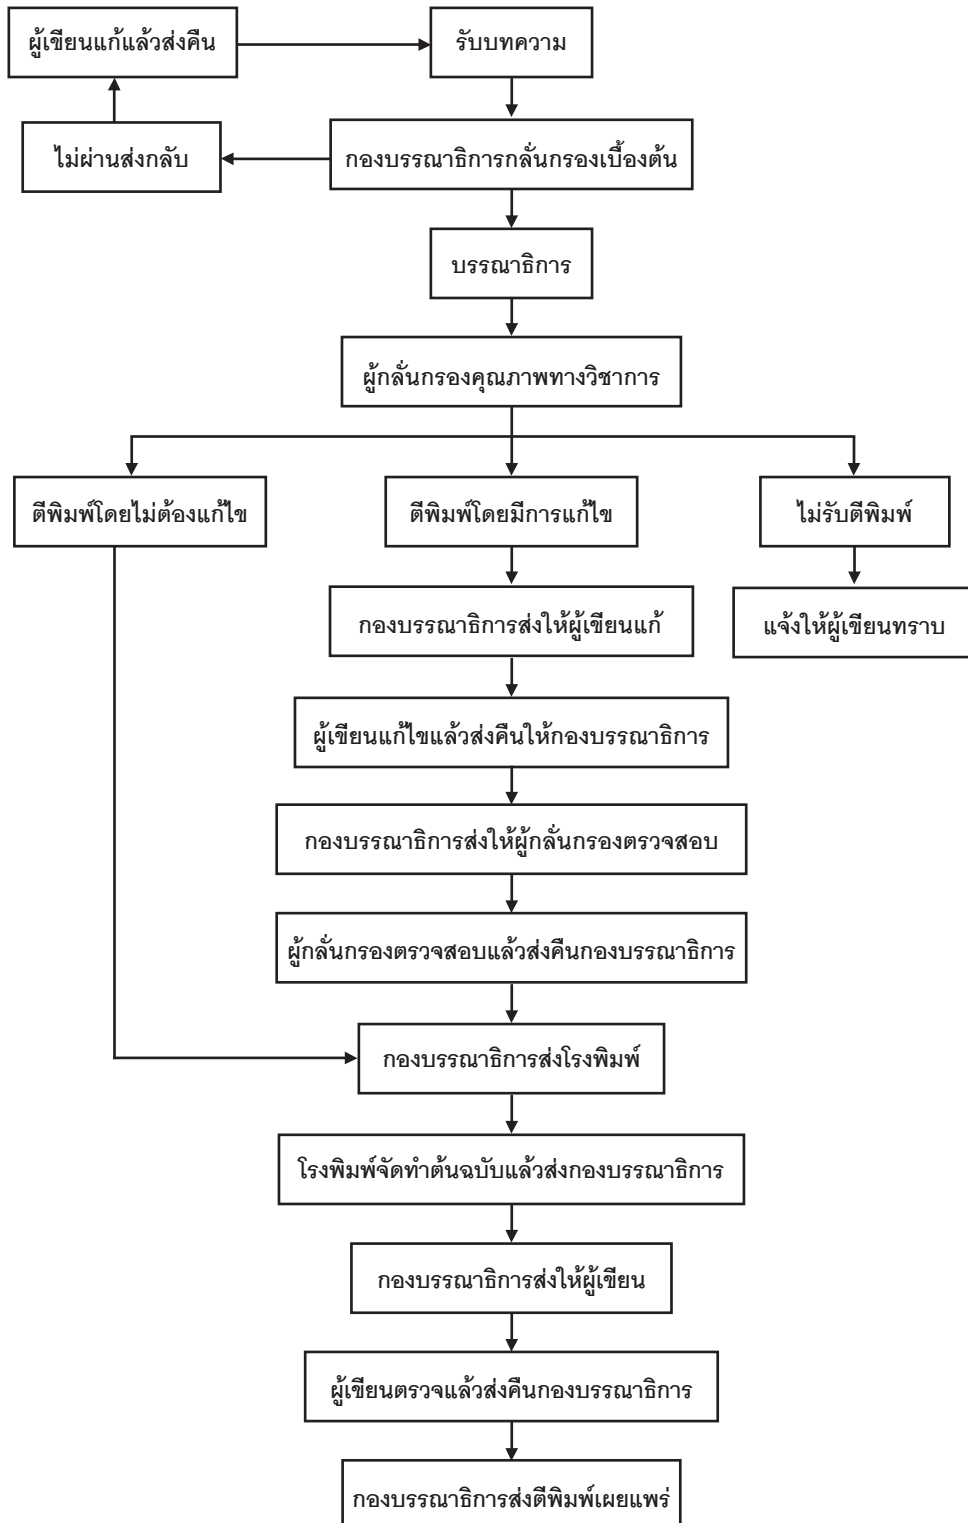 ผู้เขียนแก้แล้วส่งคืน
รับบทความ
ไม่ผ่านส่งกลับ
กองบรรณาธิการกลั่นกรองเบื้องต้น
บรรณาธิการ
ผู้กลั่นกรองคุณภาพทางวิชาการ
ตีพิมพ์โดยไม่ต้องแก้ไข
ตีพิมพ์โดยมีการแก้ไข
ไม่รับตีพิมพ์
กองบรรณาธิการส่งให้ผู้เขียนแก้
แจ้งให้ผู้เขียนทราบ
ผู้เขียนแก้ไขแล้วส่งคืนให้กองบรรณาธิการ
กองบรรณาธิการส่งให้ผู้กลั่นกรองตรวจสอบ
ผู้กลั่นกรองตรวจสอบแล้วส่งคืนกองบรรณาธิการ
กองบรรณาธิการส่งโรงพิมพ์
โรงพิมพ์จัดทำต้นฉบับแล้วส่งกองบรรณาธิการ
กองบรรณาธิการส่งให้ผู้เขียน
ผู้เขียนตรวจแล้วส่งคืนกองบรรณาธิการ
กองบรรณาธิการส่งตีพิมพ์เผยแพร่